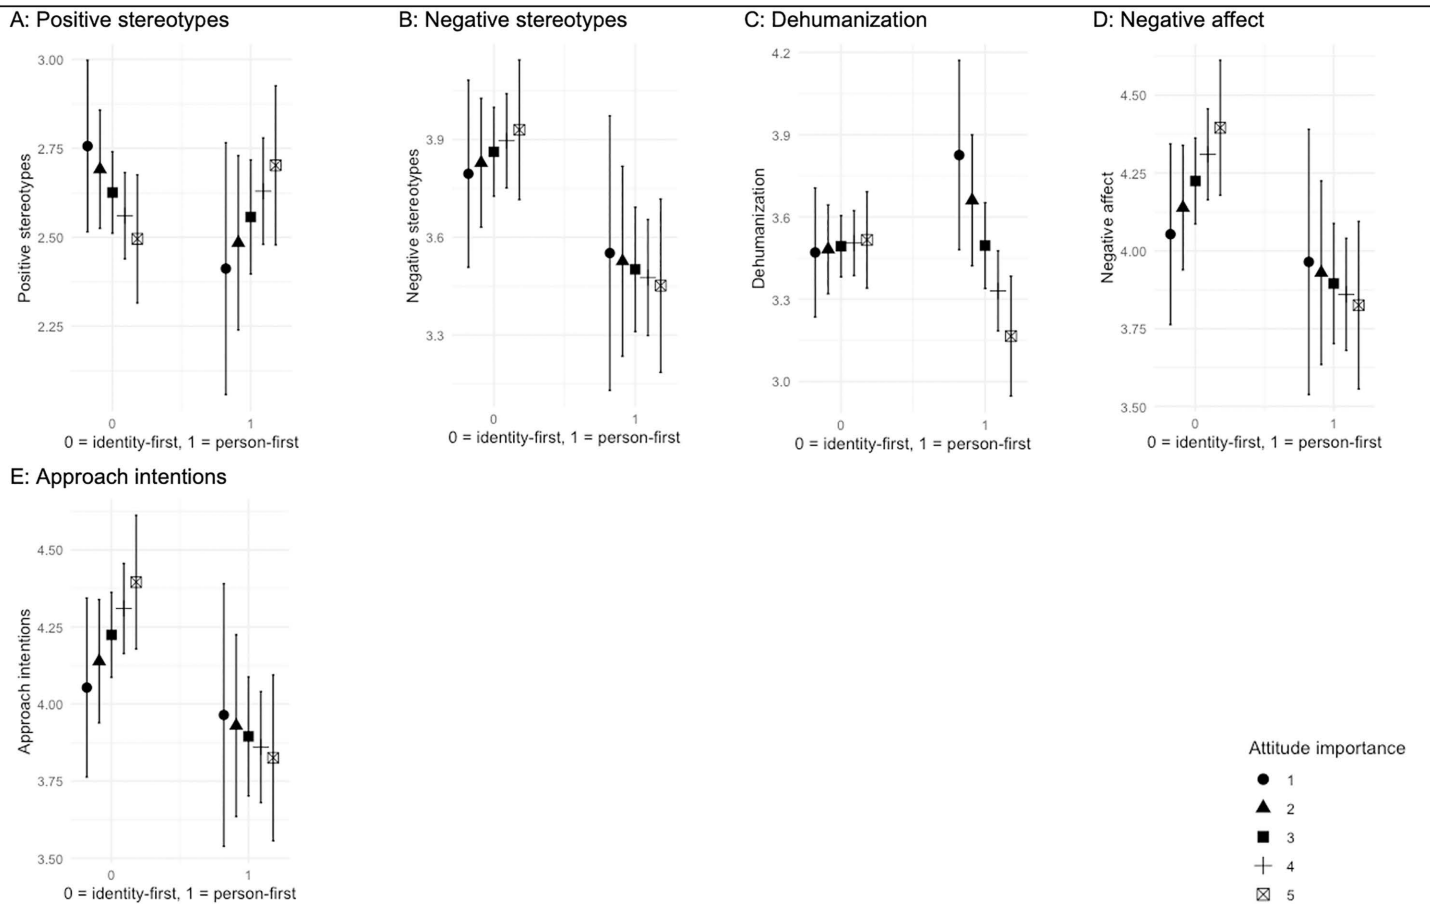 A: Positive stereotypes
3.00
2.75
2.50
2.25
Positive stereotypes
0 1
0 = identity-first, 1 = person-first
B: Negative stereotypes
3.9
3.6
3.3
Negative stereotypes
0 1
0 = identity-first, 1 = person-first
C: Dehumanization
4.2
3.9
3.6
3.3
3.0
Dehumanization
0 1
0 = identity-first, 1 = person-first
D: Negative affect
4.50
4.25
4.00
3.75
3.50
Negative affect
0 1
0 = identity-first, 1 = person-first
E: Approach intentions
4.50
4.25
4.00
3.75
3.50
Approach intentions
0 1
0 = identity-first, 1 = person-first
Attitude importance
1
2
3
4
5